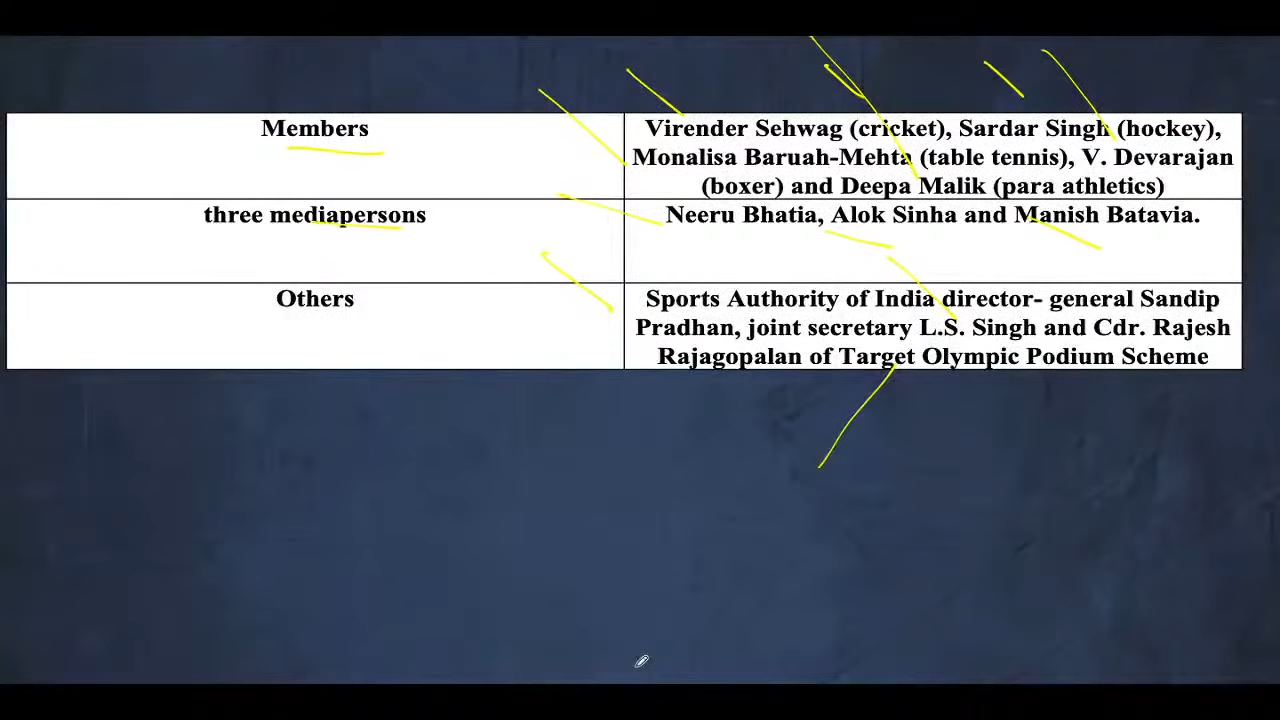 Members
Virender Sehwag (cricket), Sardar Singh (hockey),
Monalisa Baruah-Mehta (table tennis), V. Devarajan
(boxer) and Deepa Malik (para athletics)
three mediapersons
Neeru Bhatia, Alok Sinha and Manish Batavia.
Others
Sports Authority of India director- general Sandip
Pradhan, joint secretary L.S. Singh and Cdr. Rajesh
Rajagopalan of Target Olympic Podium Scheme